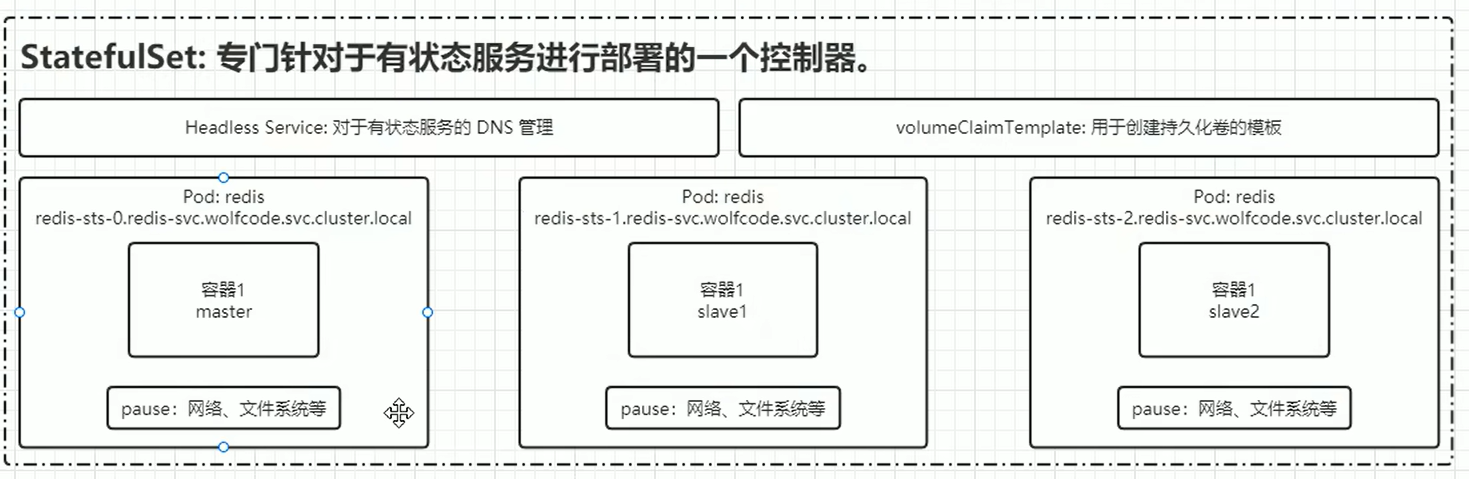 StatefulSet: 专门针对于有状态服务进行部署的一个控制器。
Headless Service: 对于有状态服务的 DNS 管理
volumeClaimTemplate: 用于创建持久化卷的模板
Pod: redis
redis-sts-0.redis-svc.wolfcode.svc.cluster.local
容器1
master
pause：网络、文件系统等
Pod: redis
redis-sts-1.redis-svc.wolfcode.svc.cluster.local
容器1
slave1
pause：网络、文件系统等
Pod: redis
redis-sts-2.redis-svc.wolfcode.svc.cluster.local
容器1
slave2
pause：网络、文件系统等